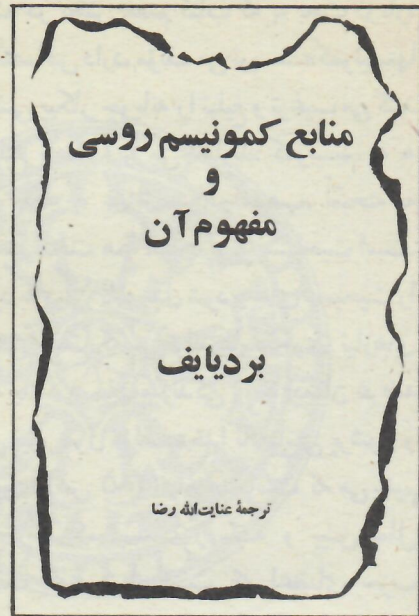 منابع کمونیسم روسی
و
مفهوم آن
بردیایف
ترجمهٔ عنایت‌الله رضا